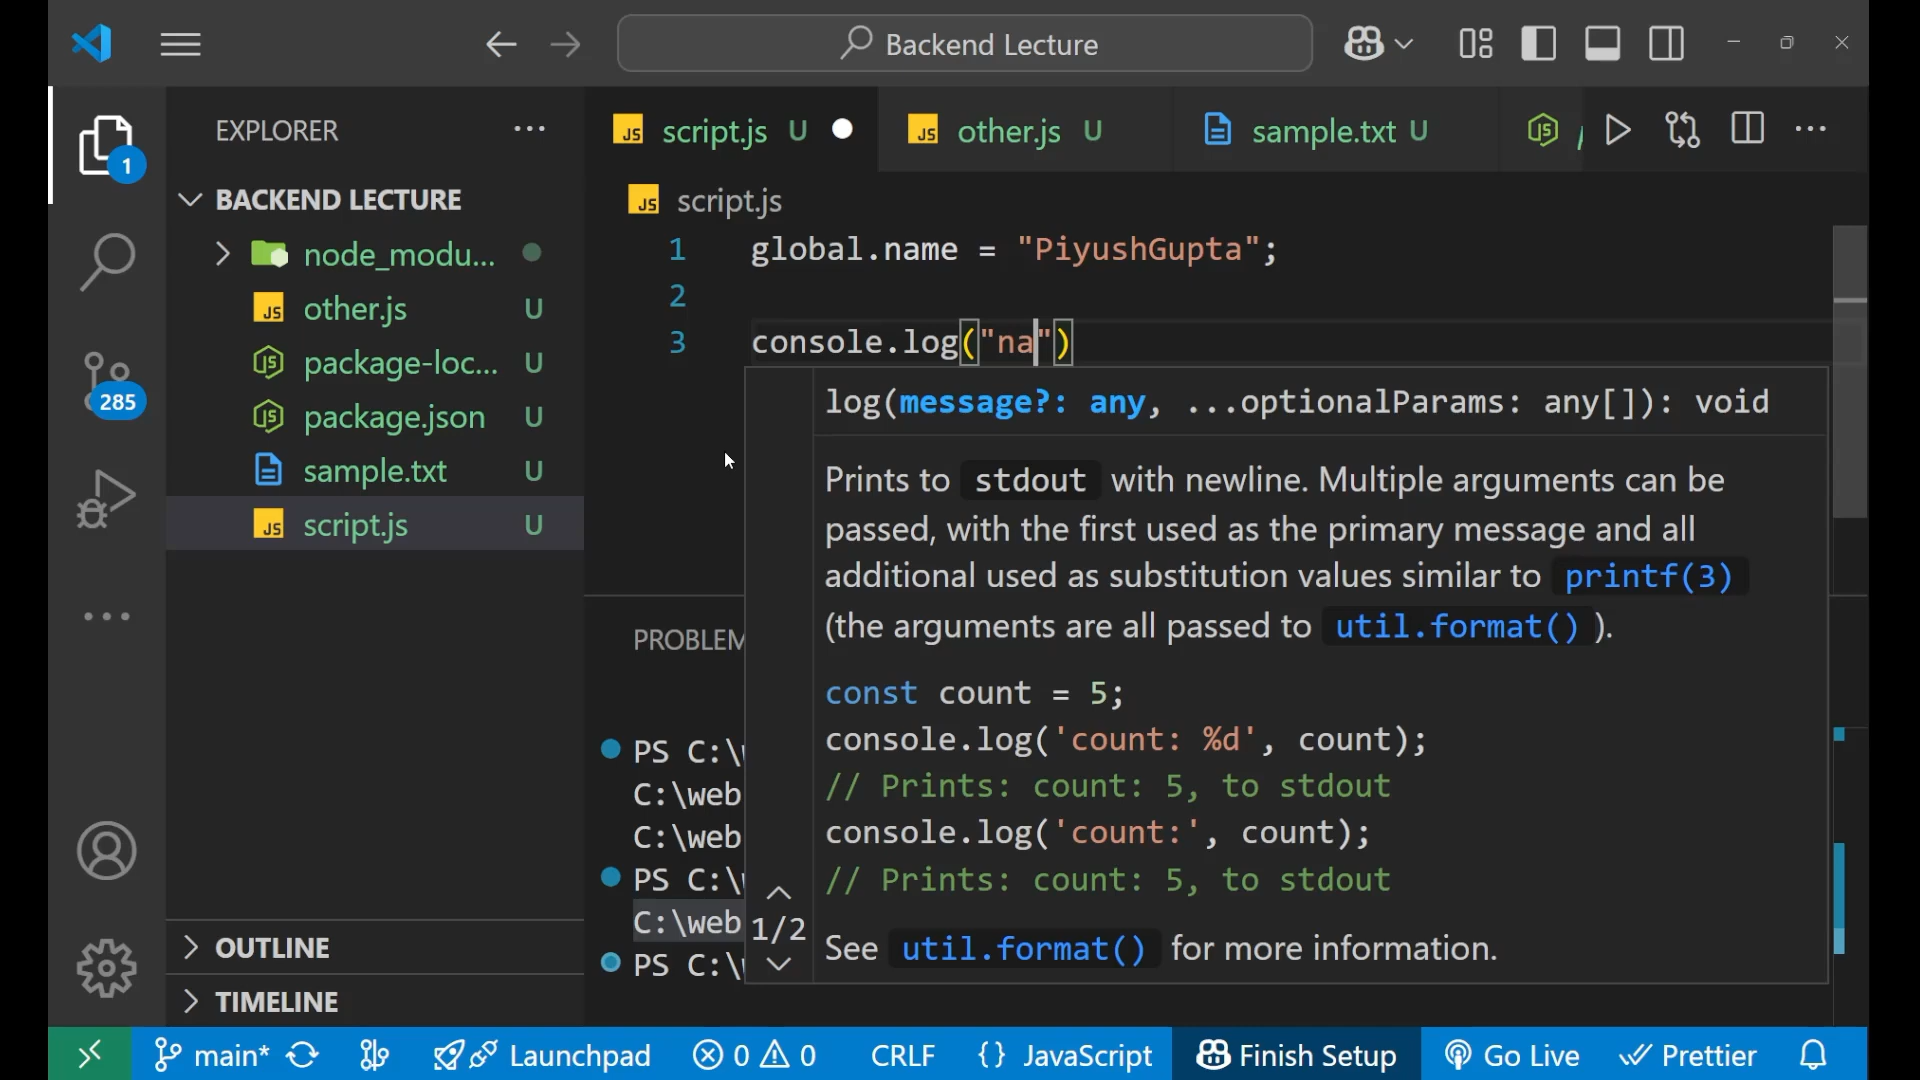 Backend Lecture
EXPLORER
script.js U
other.js U
sample.txt U
1
BACKEND LECTURE
script.js
node_modu...
1 global.name = "PiyushGupta";
other.js U
2
package-loc... U
3 console.log("na")
285
package.json U
log(message?: any, ...optionalParams: any[]): void
sample.txt U
Prints to stdout with newline. Multiple arguments can be
script.js U
passed, with the first used as the primary message and all
additional used as substitution values similar to printf(3)
(the arguments are all passed to util.format() ).
PROBLEM
const count = 5;
PS C:\
console.log('count: %d', count);
C:\web
// Prints: count: 5, to stdout
C:\web
console.log('count:', count);
PS C:\
// Prints: count: 5, to stdout
C:\web
1/2
OUTLINE
See util.format() for more information.
PS C:\
TIMELINE
main* Launchpad 0 0 CRLF {} JavaScript Finish Setup Go Live Prettier